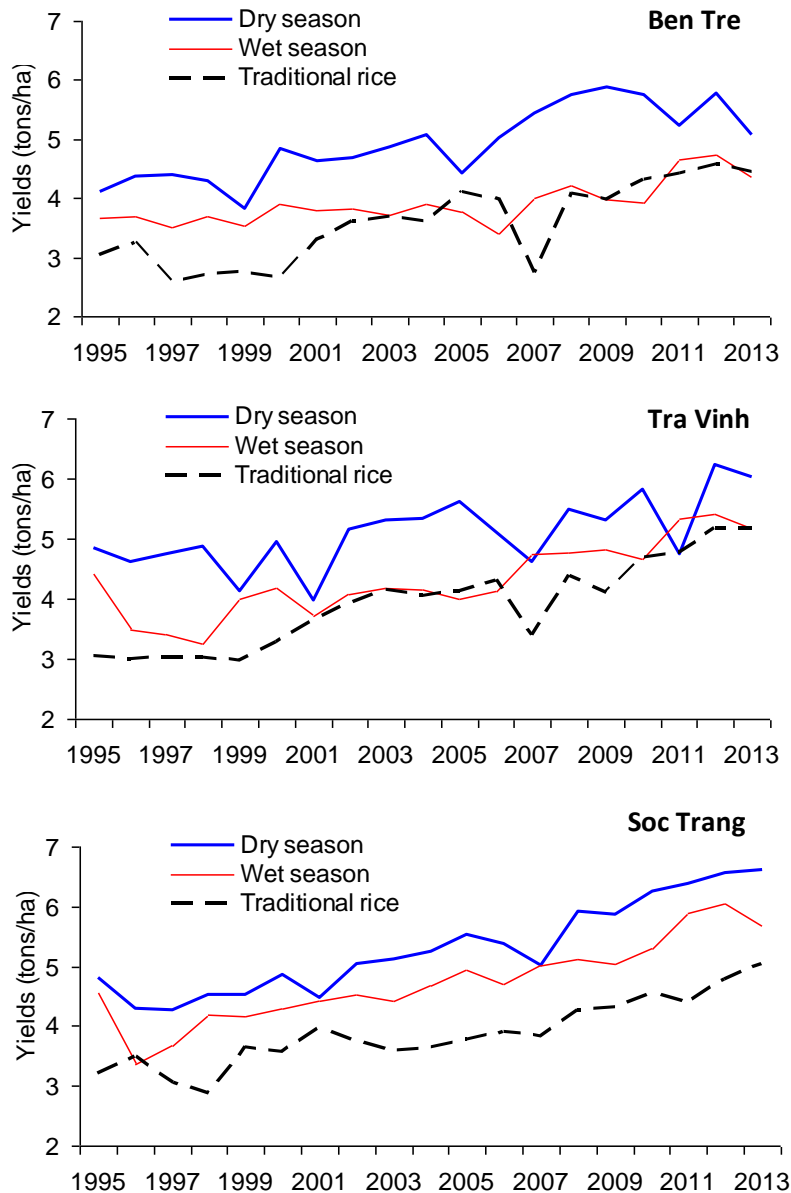 Ben Tre
7
6
5
4
3
2
Yields (tons/ha)
Dry season
Wet season
Traditional rice
1995 1997 1999 2001 2003 2005 2007 2009 2011 2013
Tra Vinh
7
6
5
4
3
2
Yields (tons/ha)
Dry season
Wet season
Traditional rice
1995 1997 1999 2001 2003 2005 2007 2009 2011 2013
Soc Trang
7
6
5
4
3
2
Yields (tons/ha)
Dry season
Wet season
Traditional rice
1995 1997 1999 2001 2003 2005 2007 2009 2011 2013